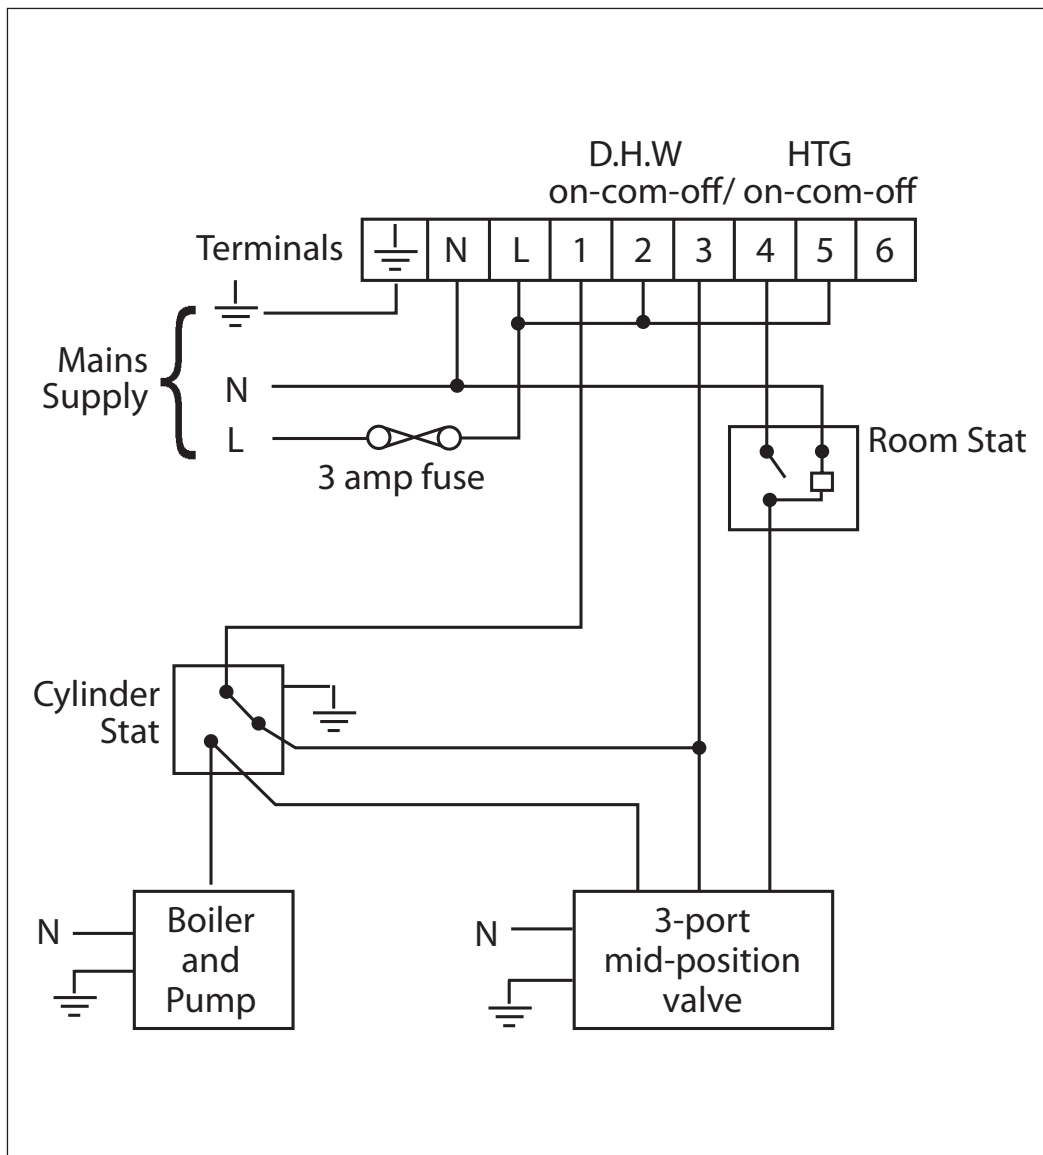 D.H.W HTG
on-com-off/ on-com-off
Terminals N L 1 2 3 4 5 6
Mains
Supply
N
L
3 amp fuse
Room Stat
Cylinder
Stat
N
Boiler
and
Pump
N
3-port
mid-position
valve